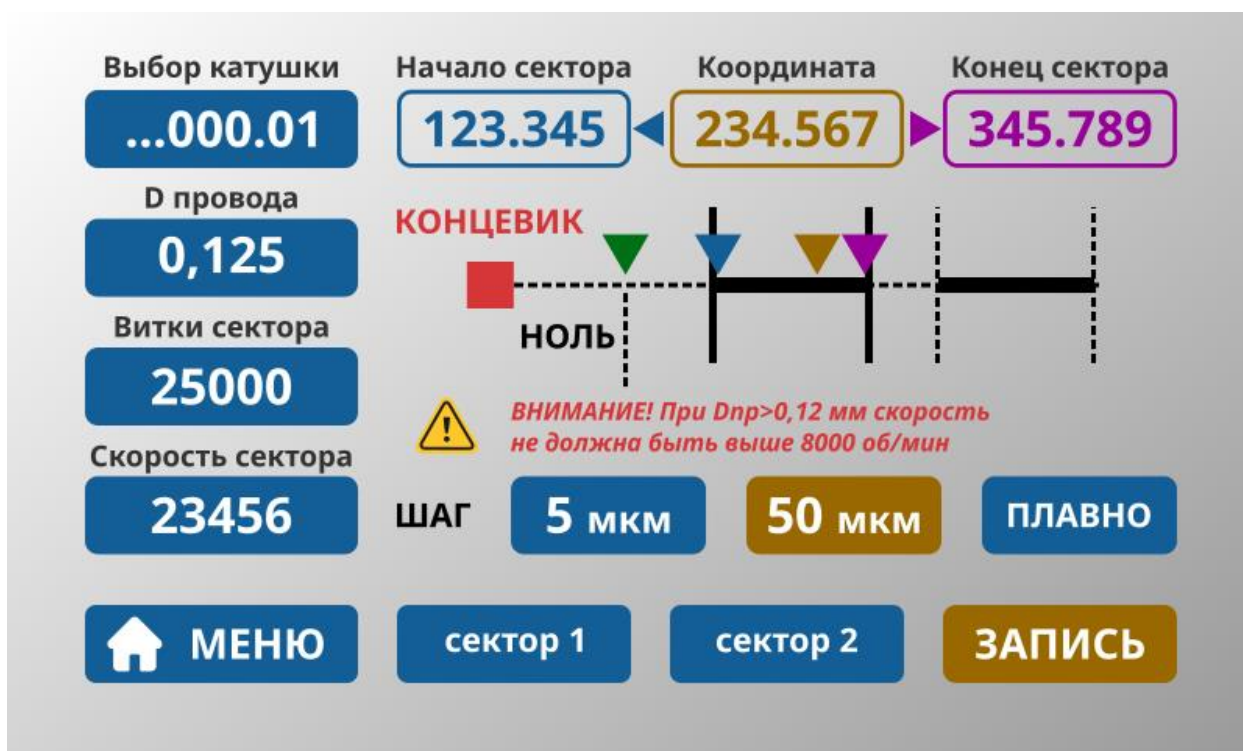 Выбор катушки
...000.01
D провода
0,125
Витки сектора
25000
Скорость сектора
23456
Начало сектора
123.345
Координата
234.567
Конец сектора
345.789
КОНЦЕВИК
НОЛЬ
ВНИМАНИЕ! При Dпр>0,12 мм скорость
не должна быть выше 8000 об/мин
ШАГ
5 мкм
50 мкм
ПЛАВНО
МЕНЮ
сектор 1
сектор 2
ЗАПИСЬ